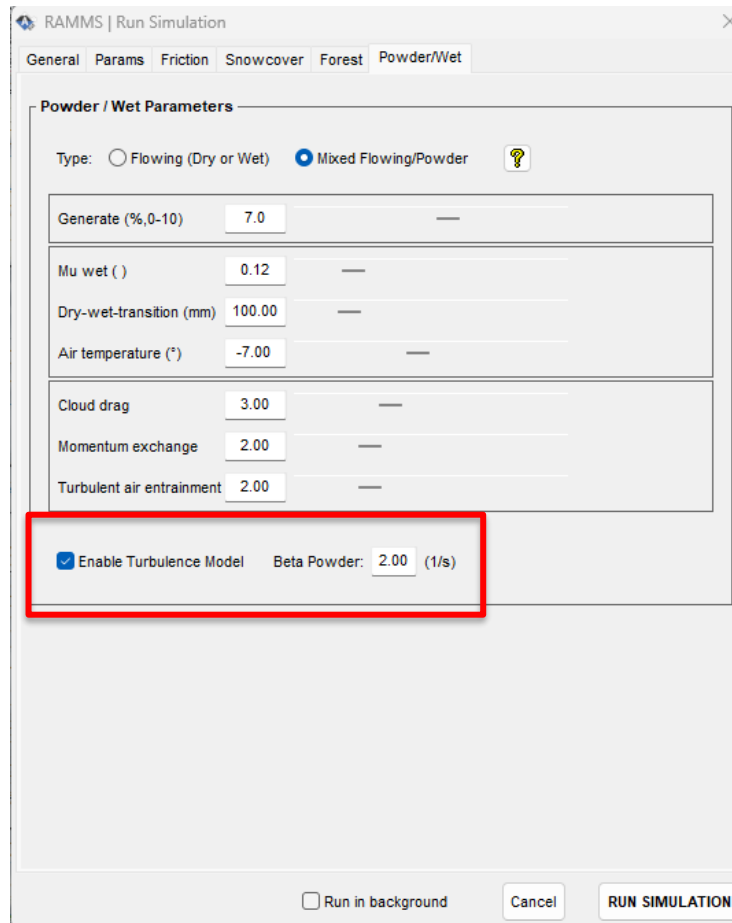 RAMMS | Run Simulation
General Params Friction Snowcover Forest Powder/Wet
Powder / Wet Parameters
Type: Flowing (Dry or Wet) Mixed Flowing/Powder ?
Generate (%,0-10) 7.0
Mu wet ( ) 0.12
Dry-wet-transition (mm) 100.00
Air temperature (°) -7.00
Cloud drag 3.00
Momentum exchange 2.00
Turbulent air entrainment 2.00
Enable Turbulence Model Beta Powder: 2.00 (1/s)
Run in background Cancel RUN SIMULATION